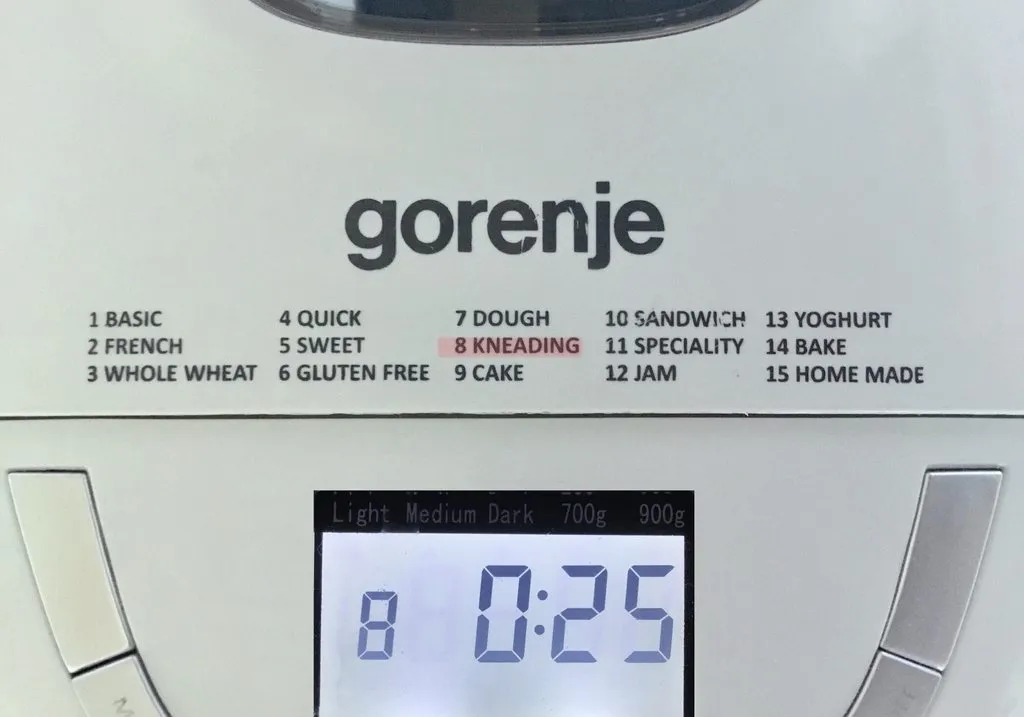 gorenje
1 BASIC 4 QUICK 7 DOUGH 10 SANDWICH 13 YOGHURT
2 FRENCH 5 SWEET 8 KNEADING 11 SPECIALITY 14 BAKE
3 WHOLE WHEAT 6 GLUTEN FREE 9 CAKE 12 JAM 15 HOME MADE
Light Medium Dark 700g 900g
8 0:25